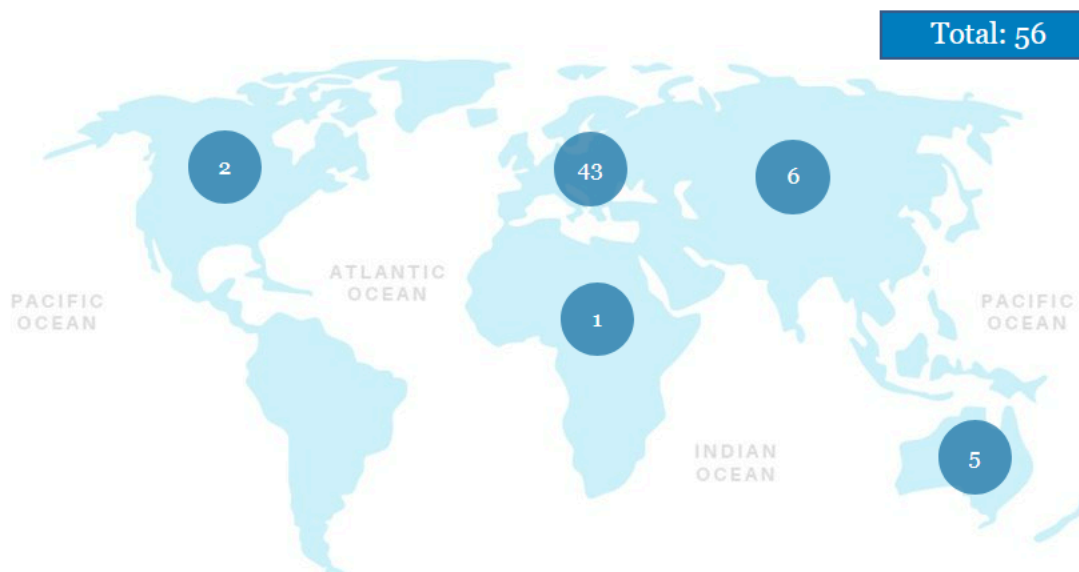 Total: 56
2
43
6
ATLANTIC
OCEAN
PACIFIC
OCEAN
1
PACIFIC
OCEAN
INDIAN
OCEAN
5